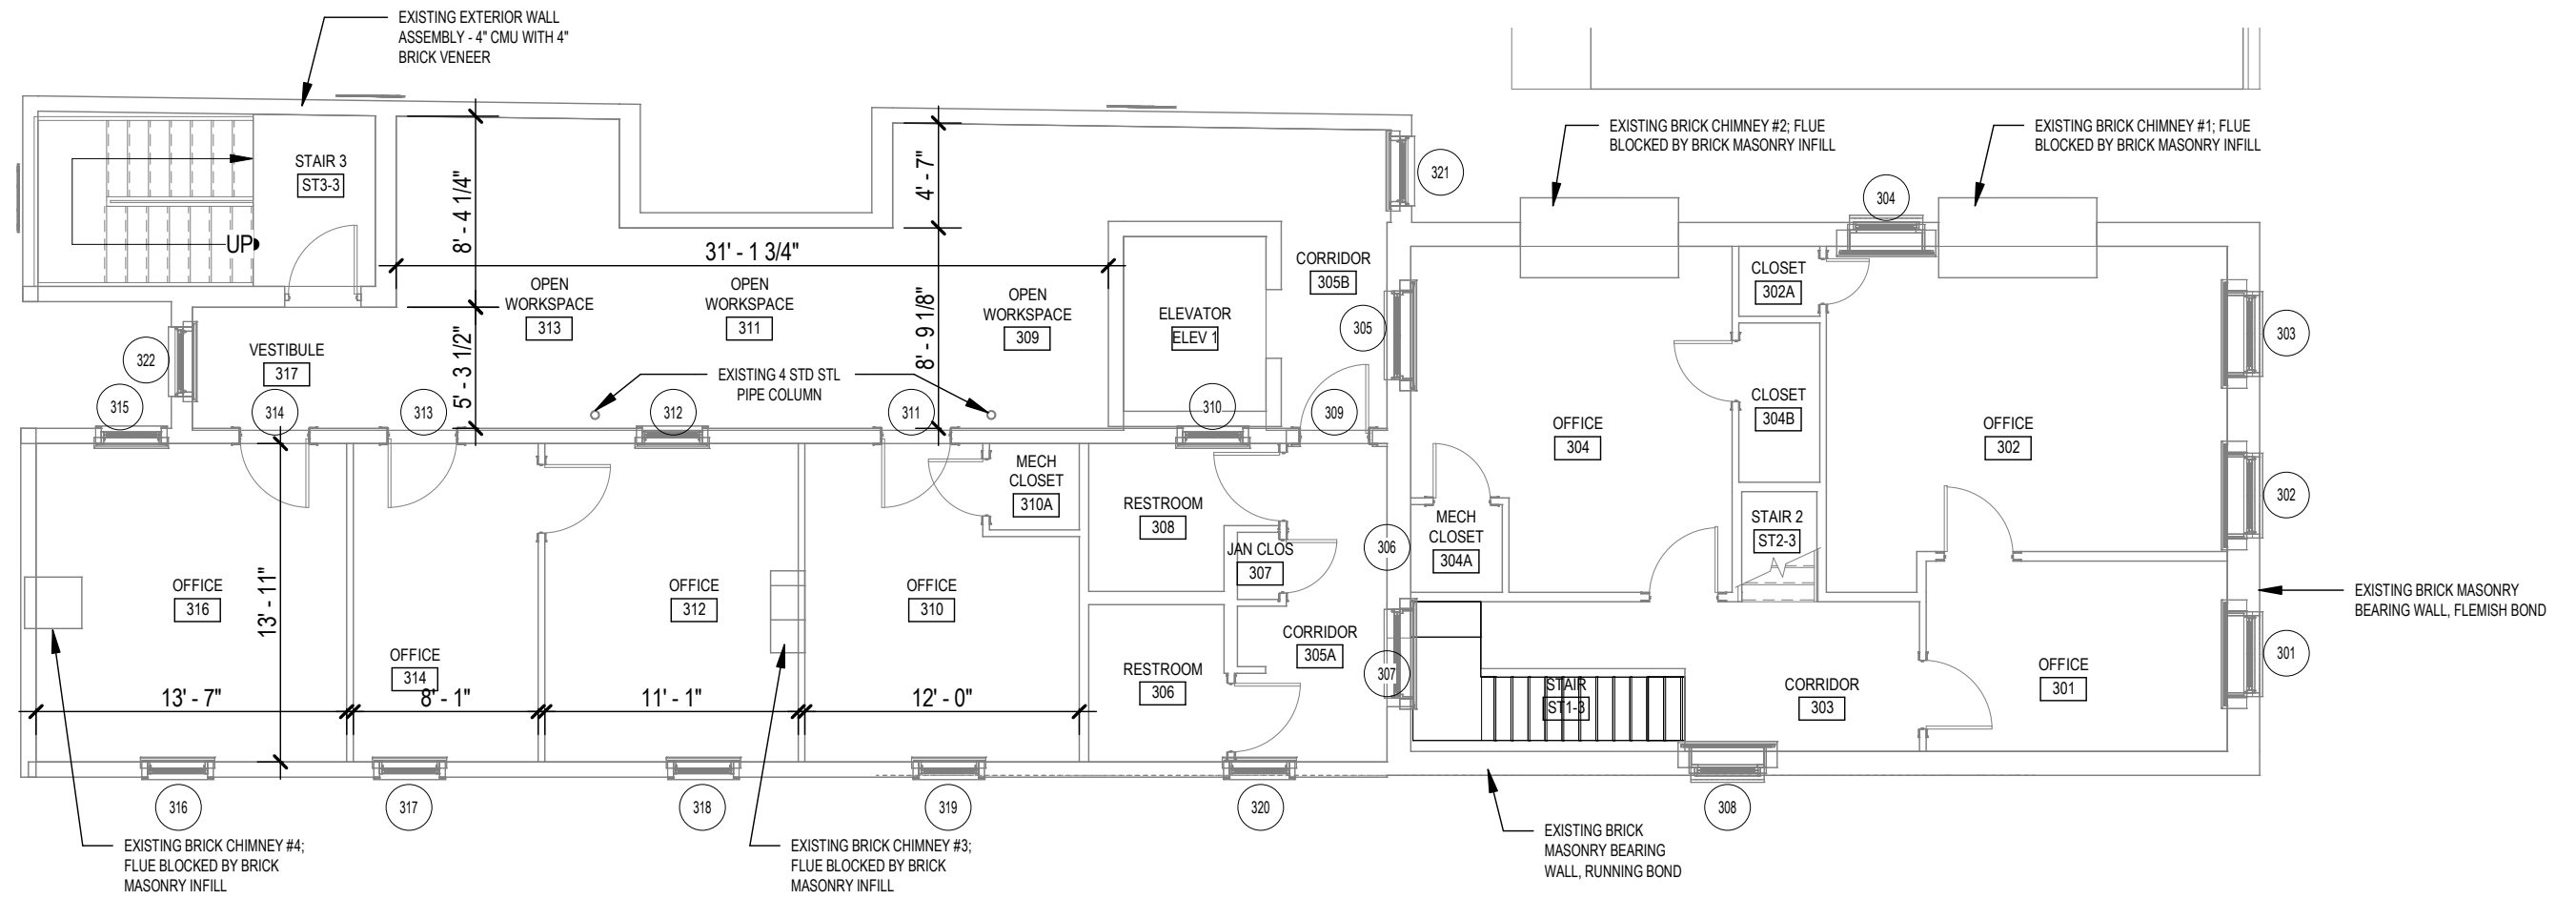 EXISTING EXTERIOR WALL
ASSEMBLY - 4" CMU WITH 4"
BRICK VENEER
EXISTING BRICK CHIMNEY #2; FLUE
BLOCKED BY BRICK MASONRY INFILL
EXISTING BRICK CHIMNEY #1; FLUE
BLOCKED BY BRICK MASONRY INFILL
STAIR 3
ST3-3
UP
8' - 4 1/4"
4' - 7"
321
304
31' - 1 3/4"
OPEN
WORKSPACE
313
OPEN
WORKSPACE
311
OPEN
WORKSPACE
309
ELEVATOR
ELEV 1
CORRIDOR
305B
305
CLOSET
302A
303
322
VESTIBULE
317
5' - 3 1/2"
8' - 9 1/8"
EXISTING 4 STD STL
PIPE COLUMN
315
314
313
312
311
310
309
OFFICE
304
CLOSET
304B
OFFICE
302
302
MECH
CLOSET
310A
RESTROOM
308
JAN CLOS
307
306
MECH
CLOSET
304A
STAIR 2
ST2-3
OFFICE
316
13' - 11"
OFFICE
314
OFFICE
312
OFFICE
310
RESTROOM
306
CORRIDOR
305A
307
STAIR
ST1-3
CORRIDOR
303
OFFICE
301
301
EXISTING BRICK MASONRY
BEARING WALL, FLEMISH BOND
13' - 7"
8' - 1"
11' - 1"
12' - 0"
316
317
318
319
320
308
EXISTING BRICK CHIMNEY #4;
FLUE BLOCKED BY BRICK
MASONRY INFILL
EXISTING BRICK CHIMNEY #3;
FLUE BLOCKED BY BRICK
MASONRY INFILL
EXISTING BRICK
MASONRY BEARING
WALL, RUNNING BOND